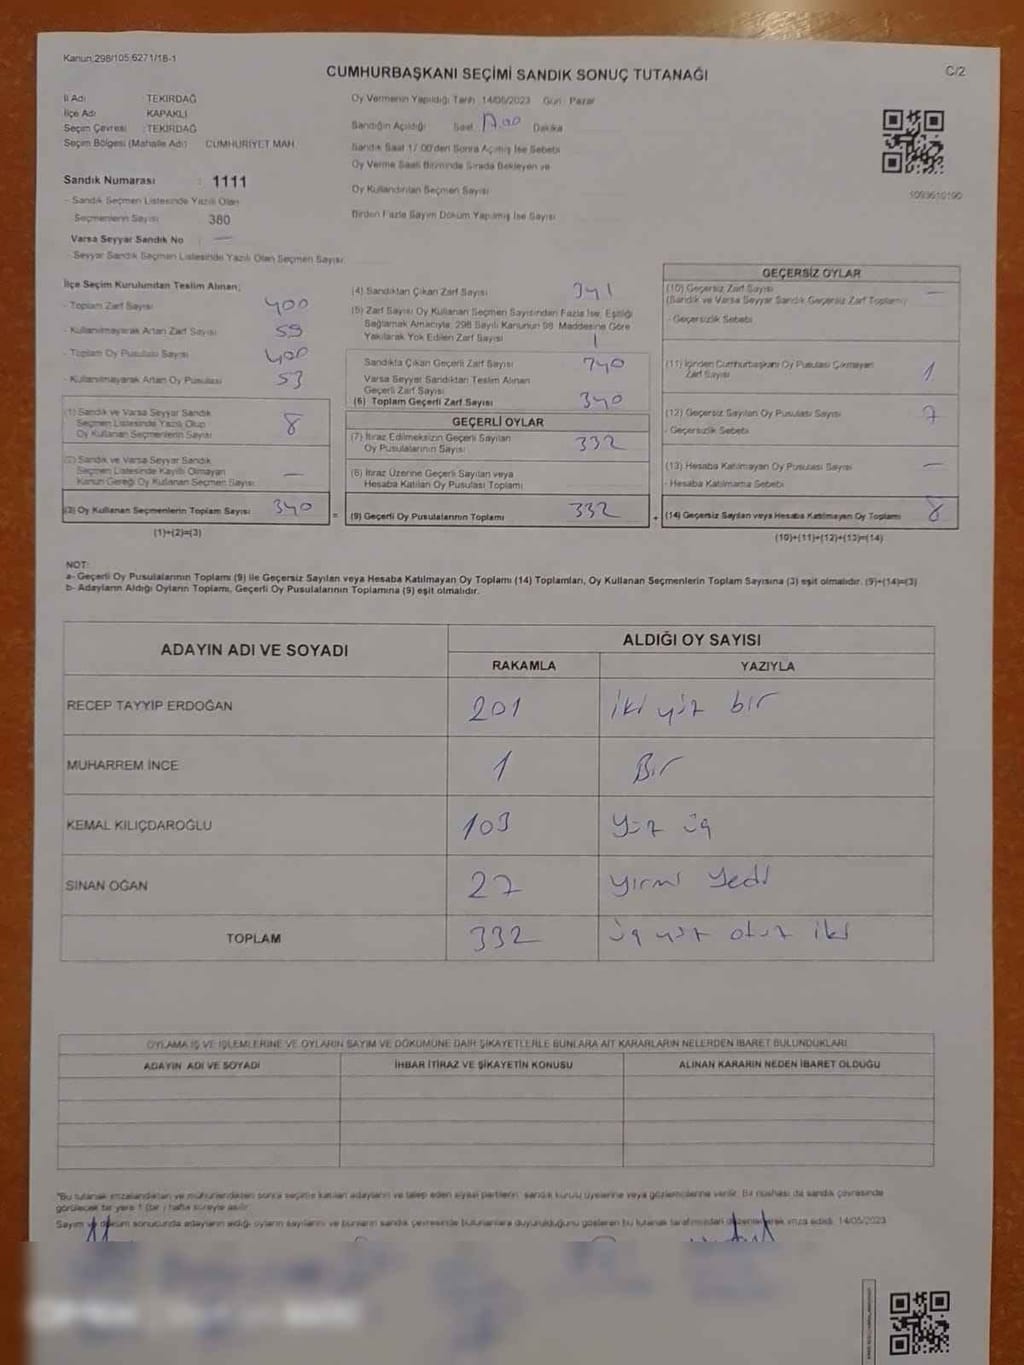 Kanun:298/105;6271/18-1
CUMHURBAŞKANI SEÇİMİ SANDIK SONUÇ TUTANAĞI
C/2
İl Adı : TEKİRDAĞ
İlçe Adı : KAPAKLI
Seçim Çevresi : TEKİRDAĞ
Seçim Bölgesi (Mahalle Adı) CUMHURİYET MAH.
Sandık Numarası : 1111
- Sandık Seçmen Listesinde Yazılı Olan
Seçmenlerin Sayısı 380
Varsa Seyyar Sandık No : —
- Seyyar Sandık Seçmen Listesinde Yazılı Olan Seçmen Sayısı:
Oy Vermenin Yapıldığı Tarih :14/05/2023 Gün : Pazar
Sandığın Açıldığı Saat 17.00 Dakika
Sandık Saat 17:00'den Sonra Açılmış İse Sebebi
Oy Verme Saati Bitiminde Sırada Bekleyen ve
Oy Kullandırılan Seçmen Sayısı
Birden Fazla Sayım Döküm Yapılmış İse Sayısı
İlçe Seçim Kurulundan Teslim Alınan;
- Toplam Zarf Sayısı 400
- Kullanılmayarak Artan Zarf Sayısı 59
- Toplam Oy Pusulası Sayısı 400
- Kullanılmayarak Artan Oy Pusulası 53
(1) Sandık ve Varsa Seyyar Sandık
Seçmen Listesinde Yazılı Olup
Oy Kullanan Seçmenlerin Sayısı 8
(2) Sandık ve Varsa Seyyar Sandık
Seçmen Listesinde Kayıtlı Olmayan
Kanun Gereği Oy Kullanan Seçmen Sayısı —
(3) Oy Kullanan Seçmenlerin Toplam Sayısı 340
(1)+(2)=(3)
(4) Sandıktan Çıkan Zarf Sayısı 341
(5) Zarf Sayısı Oy Kullanan Seçmen Sayısından Fazla İse, Eşitliği
Sağlamak Amacıyla, 298 Sayılı Kanunun 98. Maddesine Göre
Yakılarak Yok Edilen Zarf Sayısı 1
Sandıkta Çıkan Geçerli Zarf Sayısı 740
Varsa Seyyar Sandıktan Teslim Alınan
Geçerli Zarf Sayısı
(6) Toplam Geçerli Zarf Sayısı 340
GEÇERLİ OYLAR
(7) İtiraz Edilmeksizin Geçerli Sayılan
Oy Pusulalarının Sayısı 332
(8) İtiraz Üzerine Geçerli Sayılan veya
Hesaba Katılan Oy Pusulası Toplamı
= (9) Geçerli Oy Pusulalarının Toplamı 332
GEÇERSİZ OYLAR
(10) Geçersiz Zarf Sayısı —
(Sandık ve Varsa Seyyar Sandık Geçersiz Zarf Toplamı)
- Geçersizlik Sebebi
(11) İçinden Cumhurbaşkanı Oy Pusulası Çıkmayan
Zarf Sayısı 1
(12) Geçersiz Sayılan Oy Pusulası Sayısı 7
- Geçersizlik Sebebi
(13) Hesaba Katılmayan Oy Pusulası Sayısı —
- Hesaba Katılmama Sebebi
+ (14) Geçersiz Sayılan veya Hesaba Katılmayan Oy Toplamı 8
(10)+(11)+(12)+(13)=(14)
NOT:
a- Geçerli Oy Pusulalarının Toplamı (9) ile Geçersiz Sayılan veya Hesaba Katılmayan Oy Toplamı (14) Toplamları, Oy Kullanan Seçmenlerin Toplam Sayısına (3) eşit olmalıdır. (9)+(14)=(3)
b- Adayların Aldığı Oyların Toplamı, Geçerli Oy Pusulalarının Toplamına (9) eşit olmalıdır.
ADAYIN ADI VE SOYADI ALDIĞI OY SAYISI
RAKAMLA YAZIYLA
RECEP TAYYİP ERDOĞAN 201 iki yüz bir
MUHARREM İNCE 1 Bir
KEMAL KILIÇDAROĞLU 103 Yüz üç
SİNAN OĞAN 27 yirmi Yedi
TOPLAM 332 üç yüz otuz iki
OYLAMA İŞ VE İŞLEMLERİNE VE OYLARIN SAYIM VE DÖKÜMÜNE DAİR ŞİKAYETLERLE BUNLARA AİT KARARLARIN NELERDEN İBARET BULUNDUKLARI
ADAYIN ADI VE SOYADI İHBAR İTİRAZ VE ŞİKAYETİN KONUSU ALINAN KARARIN NEDEN İBARET OLDUĞU
*Bu tutanak imzalandıktan ve mühürlendikten sonra seçime katılan adayların ve talep eden siyasi partilerin sandık kurulu üyelerine veya gözlemcilerine verilir. Bir nüshası da sandık çevresinde
görülecek bir yere 1 (bir) hafta süreyle asılır.
Sayım ve döküm sonucunda adayların aldığı oyların sayılarını ve bunların sandık çevresinde bulunanlara duyurulduğunu gösteren bu tutanak tarafımızdan düzenlenerek imza edildi. 14/05/2023